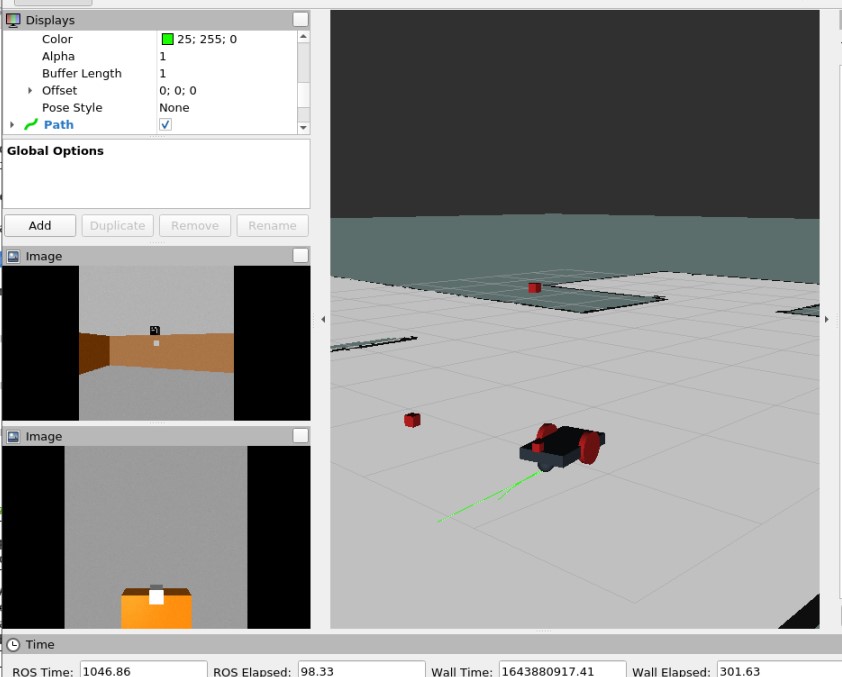 Displays
Color 25; 255; 0
Alpha 1
Buffer Length 1
Offset 0; 0; 0
Pose Style None
Path
Global Options
Add Duplicate Remove Rename
Image
Image
Time
ROS Time: 1046.86 ROS Elapsed: 98.33 Wall Time: 1643880917.41 Wall Elapsed: 301.63